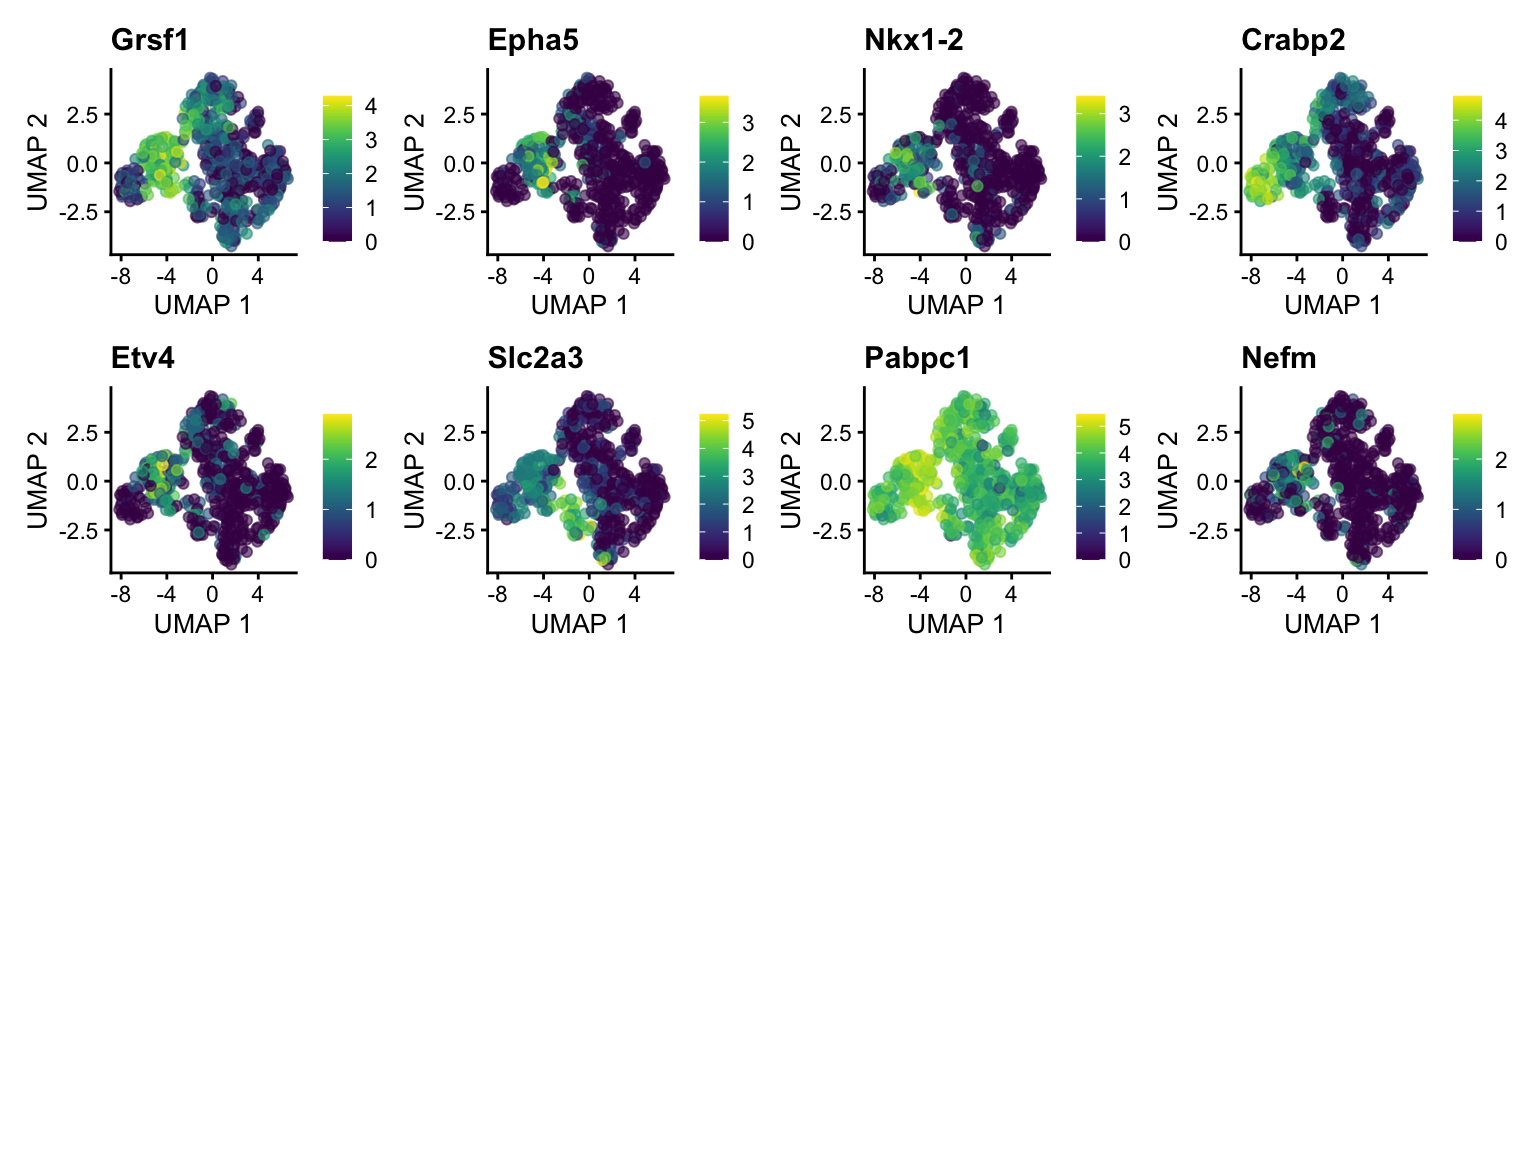 Grsf1 Epha5 Nkx1-2 Crabp2
UMAP 2 2.5 0.0 -2.5 4 3 2 1 0 UMAP 2 2.5 0.0 -2.5 3 2 1 0 UMAP 2 2.5 0.0 -2.5 3 2 1 0 UMAP 2 2.5 0.0 -2.5 4 3 2 1 0
-8 -4 0 4 -8 -4 0 4 -8 -4 0 4 -8 -4 0 4
UMAP 1 UMAP 1 UMAP 1 UMAP 1
Etv4 Slc2a3 Pabpc1 Nefm
UMAP 2 2.5 0.0 -2.5 2 1 0 UMAP 2 2.5 0.0 -2.5 5 4 3 2 1 0 UMAP 2 2.5 0.0 -2.5 5 4 3 2 1 0 UMAP 2 2.5 0.0 -2.5 2 1 0
-8 -4 0 4 -8 -4 0 4 -8 -4 0 4 -8 -4 0 4
UMAP 1 UMAP 1 UMAP 1 UMAP 1